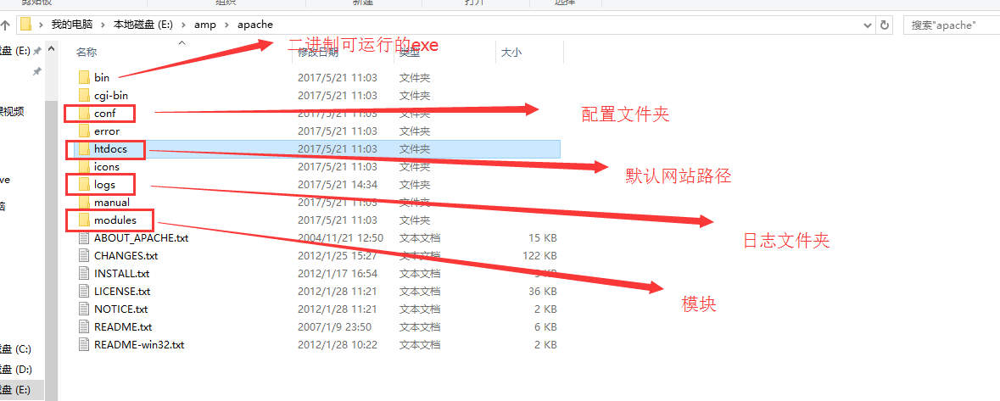 剪贴板 组织 新建 打开 选择
我的电脑 › 本地磁盘 (E:) › amp › apache 搜索"apache"
二进制可运行的exe
名称 修改日期 类型 大小
bin 2017/5/21 11:03 文件夹
cgi-bin 2017/5/21 11:03 文件夹
conf 2017/5/21 11:03 文件夹
配置文件夹
error 2017/5/21 11:03 文件夹
htdocs 2017/5/21 11:03 文件夹
icons 2017/5/21 11:03 文件夹
默认网站路径
logs 2017/5/21 14:34 文件夹
manual 2017/5/21 11:03 文件夹
modules 2017/5/21 11:03 文件夹
ABOUT_APACHE.txt 2004/11/21 12:50 文本文档 15 KB
日志文件夹
CHANGES.txt 2012/1/25 15:27 文本文档 122 KB
INSTALL.txt 2012/1/17 16:54 文本文档 KB
LICENSE.txt 2012/1/28 11:21 文本文档 36 KB
模块
NOTICE.txt 2012/1/28 11:21 文本文档 2 KB
README.txt 2007/1/9 23:50 文本文档 6 KB
README-win32.txt 2012/1/28 10:22 文本文档 2 KB
盘 (E:)
课视频
ve
脑
盘 (C:)
盘 (D:)
盘 (E:)